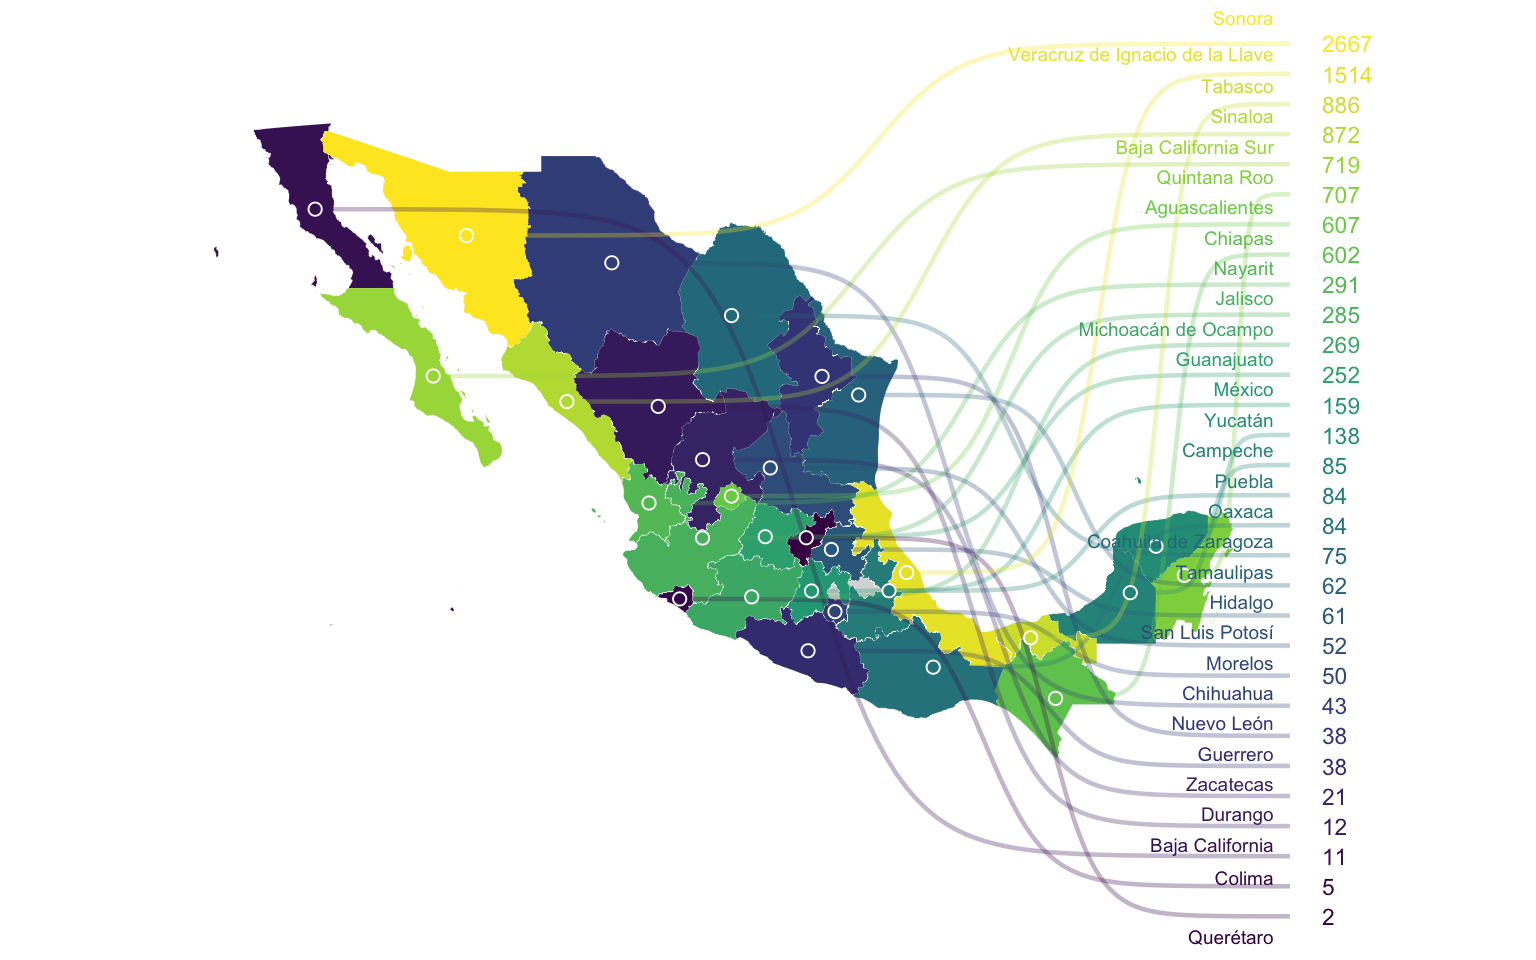 Sonora
2667
Veracruz de Ignacio de la Llave
1514
Tabasco
886
Sinaloa
872
Baja California Sur
719
Quintana Roo
707
Aguascalientes
607
Chiapas
602
Nayarit
291
Jalisco
285
Michoacán de Ocampo
269
Guanajuato
252
México
159
Yucatán
138
Campeche
85
Puebla
84
Oaxaca
84
Coahuila de Zaragoza
75
Tamaulipas
62
Hidalgo
61
San Luis Potosí
52
Morelos
50
Chihuahua
43
Nuevo León
38
Guerrero
38
Zacatecas
21
Durango
12
Baja California
11
Colima
5
2
Querétaro